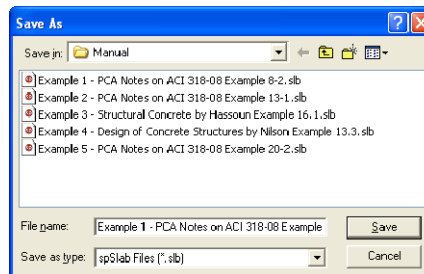 Save As
Save in: Manual
Example 1 - PCA Notes on ACI 318-08 Example 8-2.slb
Example 2 - PCA Notes on ACI 318-08 Example 13-1.slb
Example 3 - Structural Concrete by Hassoun Example 16.1.slb
Example 4 - Design of Concrete Structures by Nilson Example 13.3.slb
Example 5 - PCA Notes on ACI 318-08 Example 20-2.slb
File name: Example 1 - PCA Notes on ACI 318-08 Example Save
Save as type: spSlab Files (*.slb) Cancel